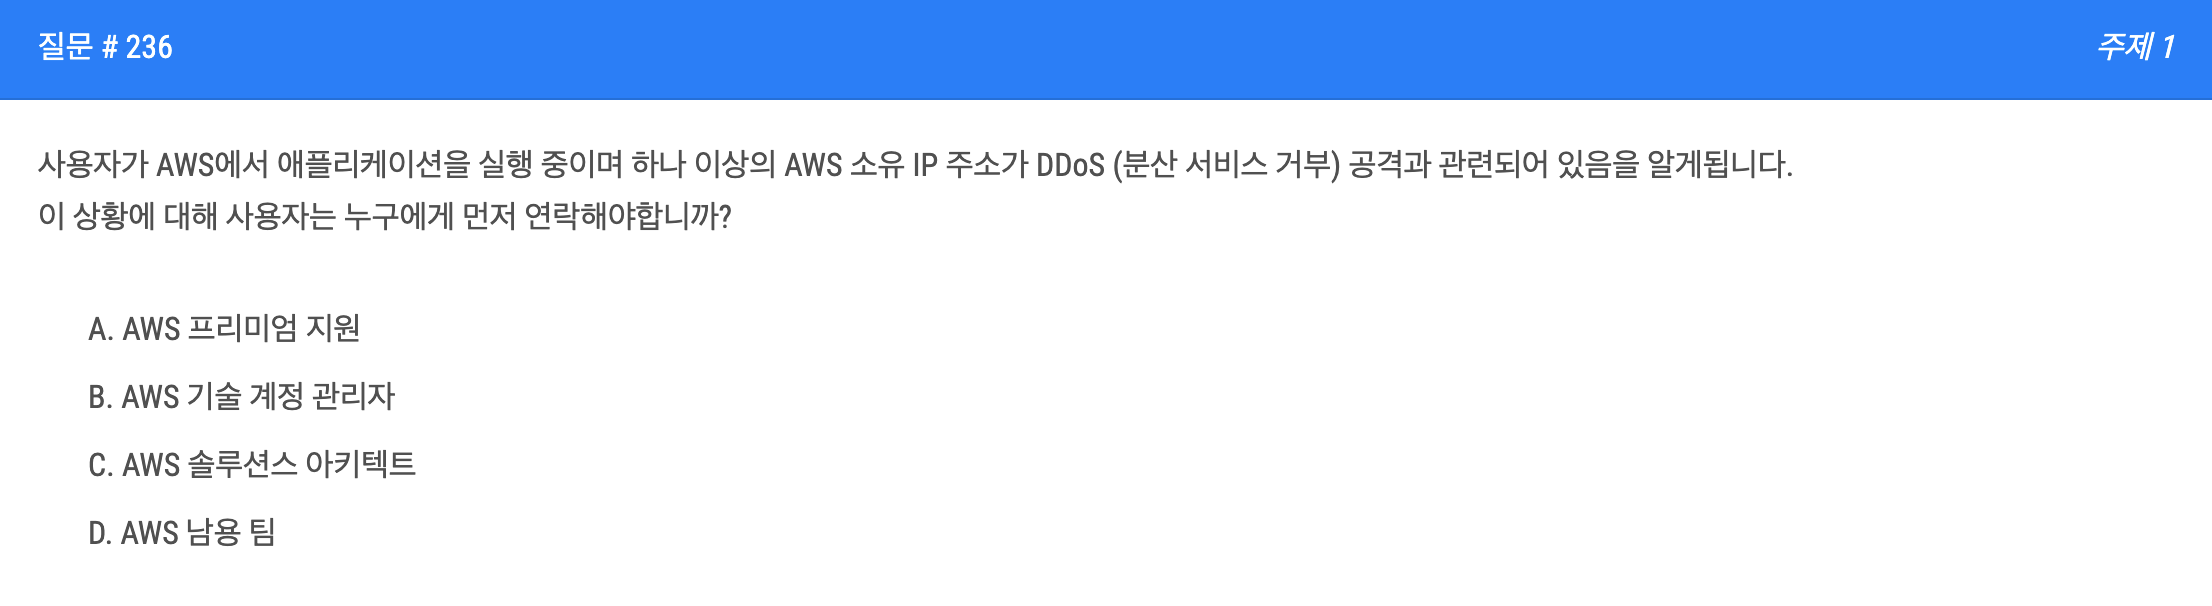 질문 # 236
주제 1
사용자가 AWS에서 애플리케이션을 실행 중이며 하나 이상의 AWS 소유 IP 주소가 DDoS (분산 서비스 거부) 공격과 관련되어 있음을 알게됩니다.
이 상황에 대해 사용자는 누구에게 먼저 연락해야합니까?
A. AWS 프리미엄 지원
B. AWS 기술 계정 관리자
C. AWS 솔루션스 아키텍트
D. AWS 남용 팀